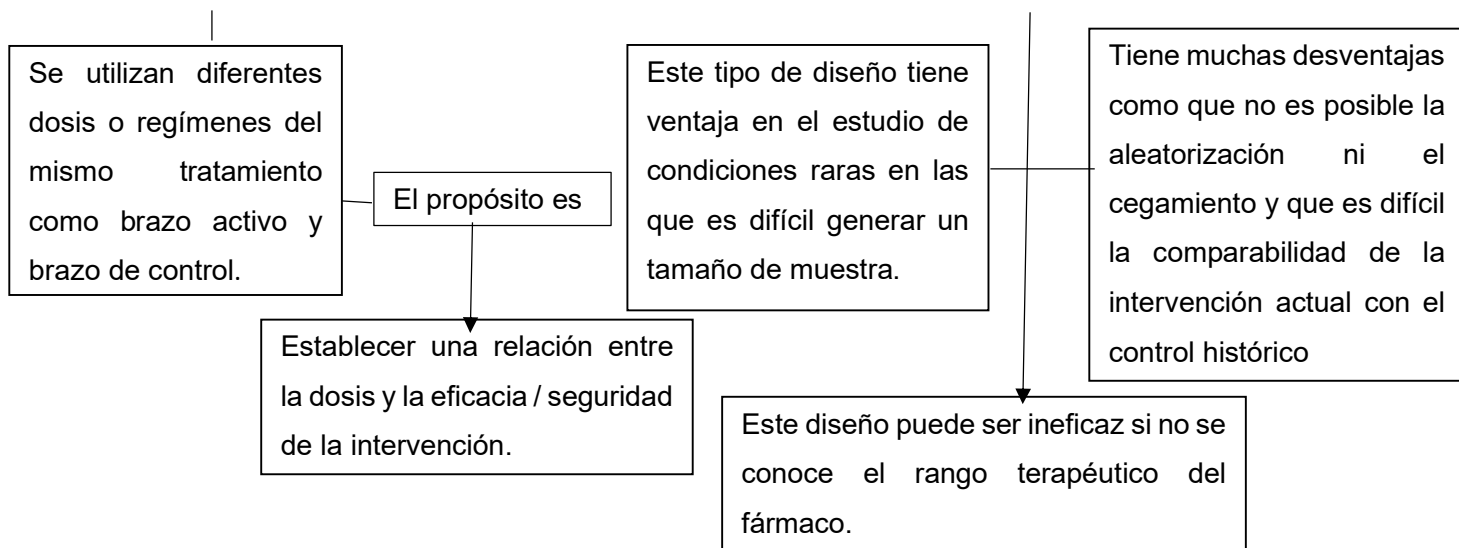 Se utilizan diferentes
dosis o regímenes del
mismo tratamiento
como brazo activo y
brazo de control.
El propósito es
Establecer una relación entre
la dosis y la eficacia / seguridad
de la intervención.
Este tipo de diseño tiene
ventaja en el estudio de
condiciones raras en las
que es difícil generar un
tamaño de muestra.
Tiene muchas desventajas
como que no es posible la
aleatorización ni el
cegamiento y que es difícil
la comparabilidad de la
intervención actual con el
control histórico
Este diseño puede ser ineficaz si no se
conoce el rango terapéutico del
fármaco.